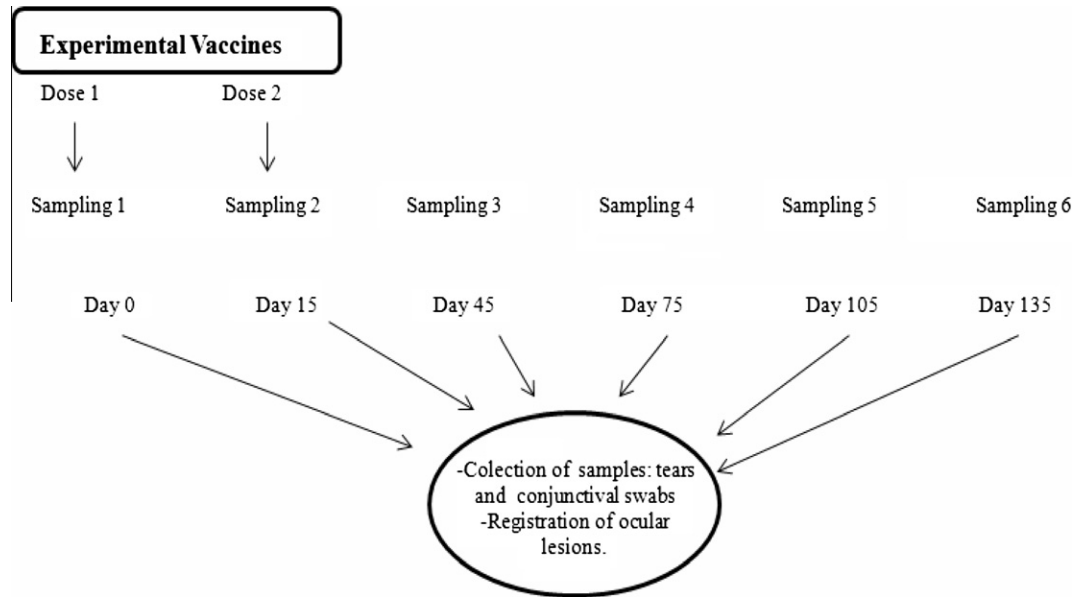 Experimental Vaccines
Dose 1 Dose 2
Sampling 1 Sampling 2 Sampling 3 Sampling 4 Sampling 5 Sampling 6
Day 0 Day 15 Day 45 Day 75 Day 105 Day 135
-Colection of samples: tears
and conjunctival swabs
-Registration of ocular
lesions.